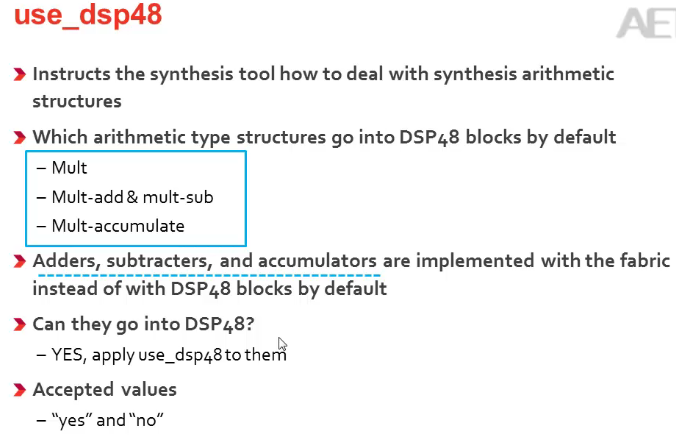 use_dsp48
Instructs the synthesis tool how to deal with synthesis arithmetic
structures
Which arithmetic type structures go into DSP48 blocks by default
– Mult
– Mult-add & mult-sub
– Mult-accumulate
Adders, subtracters, and accumulators are implemented with the fabric
instead of with DSP48 blocks by default
Can they go into DSP48?
– YES, apply use_dsp48 to them
Accepted values
– “yes” and “no”